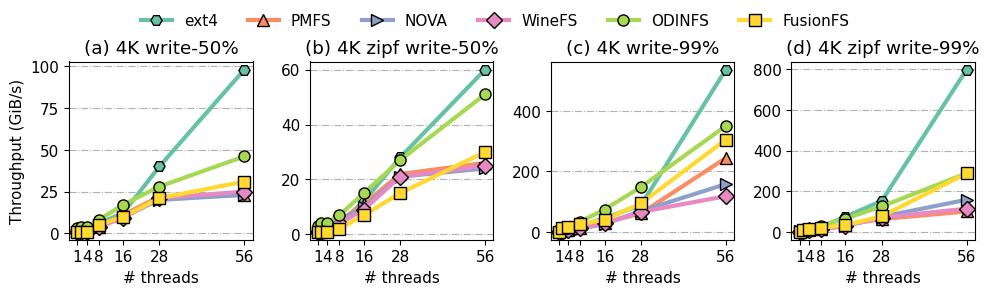 ext4 PMFS NOVA WineFS ODINFS FusionFS
(a) 4K write-50% (b) 4K zipf write-50% (c) 4K write-99% (d) 4K zipf write-99%
Throughput (GiB/s)
100
75
50
25
0
1 4 8 16 28 56
# threads
60
40
20
0
1 4 8 16 28 56
# threads
400
200
0
1 4 8 16 28 56
# threads
800
600
400
200
0
1 4 8 16 28 56
# threads